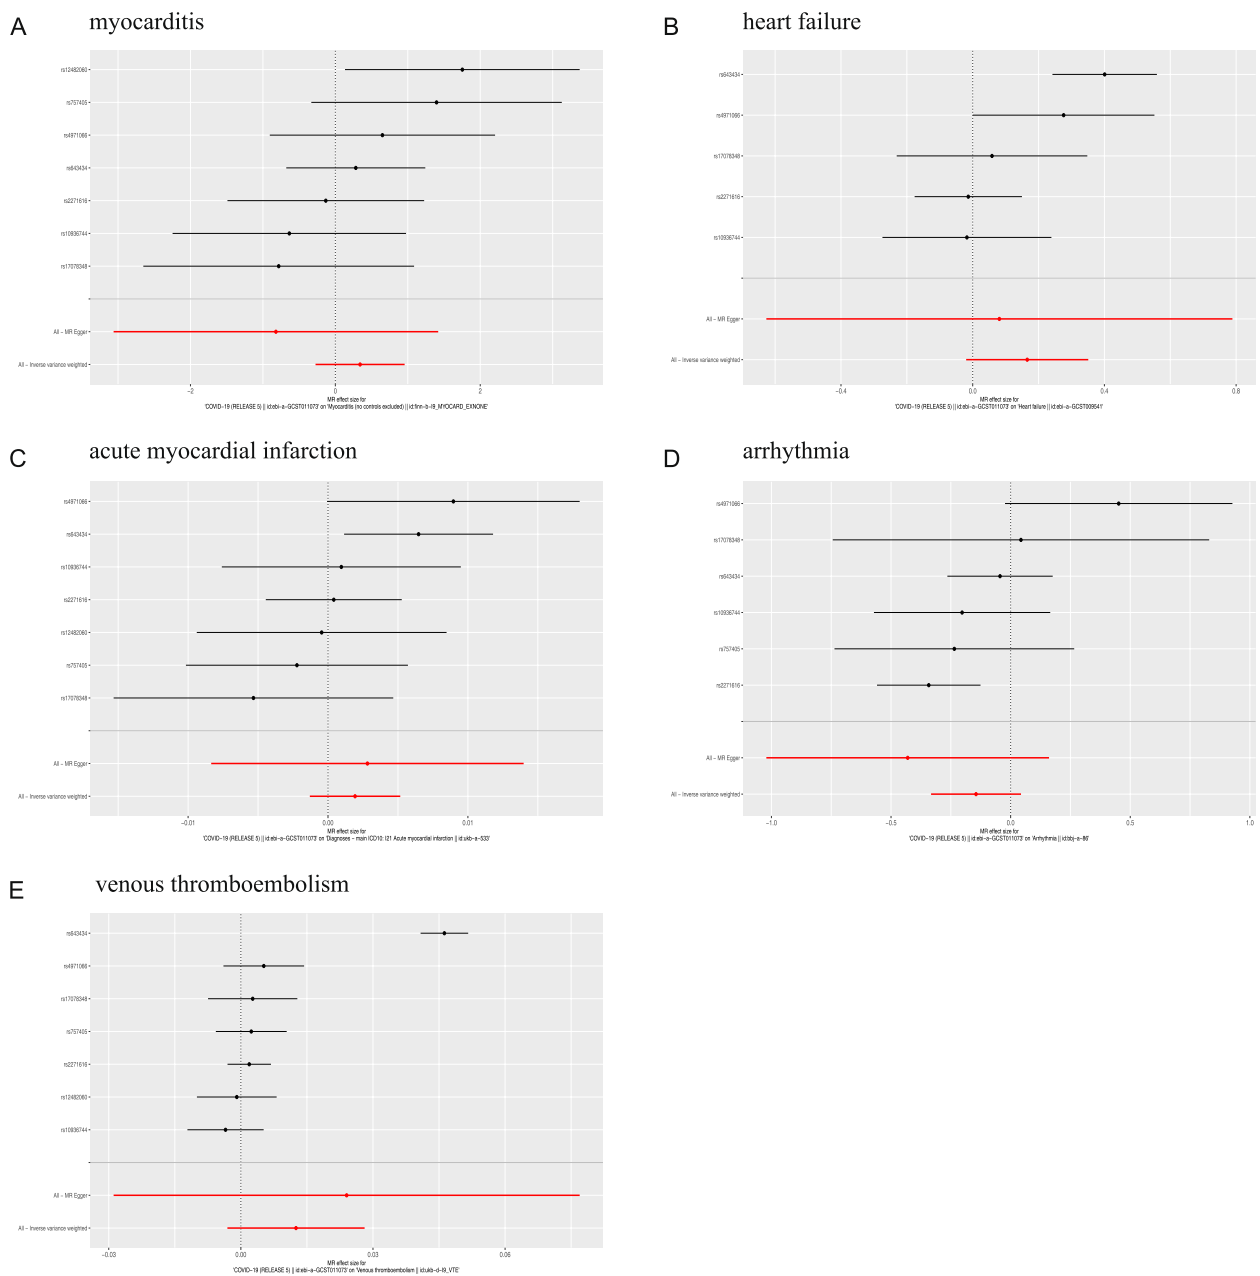 A myocarditis
rs12482060
rs757405
rs4971066
rs643434
rs2271616
rs10936744
rs17078348
All − MR Egger
All − Inverse variance weighted
−2 0 2
MR effect size for
'COVID-19 (RELEASE 5) || id:ebi-a-GCST011073' on 'Myocarditis (no controls excluded) || id:finn-b-I9_MYOCARD_EXNONE'
B heart failure
rs643434
rs4971066
rs17078348
rs2271616
rs10936744
All − MR Egger
All − Inverse variance weighted
−0.4 0.0 0.4 0.8
MR effect size for
'COVID-19 (RELEASE 5) || id:ebi-a-GCST011073' on 'Heart failure || id:ebi-a-GCST009541'
C acute myocardial infarction
rs4971066
rs643434
rs10936744
rs2271616
rs12482060
rs757405
rs17078348
All − MR Egger
All − Inverse variance weighted
−0.01 0.00 0.01
MR effect size for
'COVID-19 (RELEASE 5) || id:ebi-a-GCST011073' on 'Diagnoses - main ICD10: I21 Acute myocardial infarction || id:ukb-a-533'
D arrhythmia
rs4971066
rs17078348
rs643434
rs10936744
rs757405
rs2271616
All − MR Egger
All − Inverse variance weighted
−1.0 −0.5 0.0 0.5 1.0
MR effect size for
'COVID-19 (RELEASE 5) || id:ebi-a-GCST011073' on 'Arrhythmia || id:bbj-a-86'
E venous thromboembolism
rs643434
rs4971066
rs17078348
rs757405
rs2271616
rs12482060
rs10936744
All − MR Egger
All − Inverse variance weighted
−0.03 0.00 0.03 0.06
MR effect size for
'COVID-19 (RELEASE 5) || id:ebi-a-GCST011073' on 'Venous thromboembolism || id:ukb-d-I9_VTE'